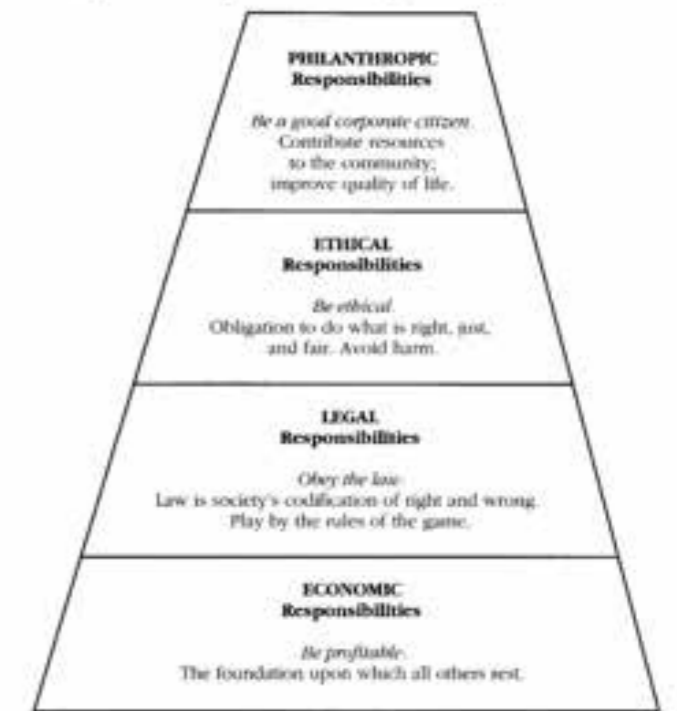 PHILANTHROPIC
Responsibilities
Be a good corporate citizen.
Contribute resources
to the community;
improve quality of life.
ETHICAL
Responsibilities
Be ethical.
Obligation to do what is right, just,
and fair. Avoid harm.
LEGAL
Responsibilities
Obey the law.
Law is society's codification of right and wrong.
Play by the rules of the game.
ECONOMIC
Responsibilities
Be profitable.
The foundation upon which all others rest.